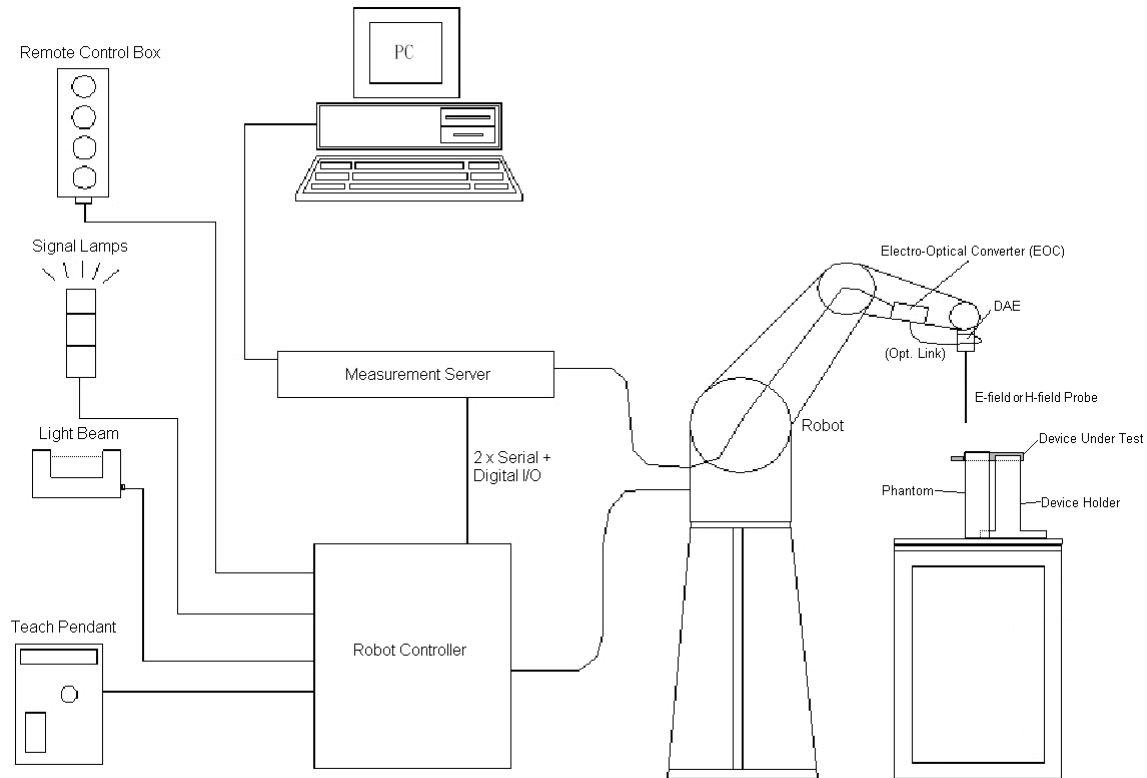 Remote Control Box
PC
Signal Lamps
Electro-Optical Converter (EOC)
DAE
(Opt. Link)
Measurement Server
E-field or H-field Probe
Robot
Light Beam
2 x Serial +
Digital I/O
Device Under Test
Phantom
Device Holder
Teach Pendant
Robot Controller